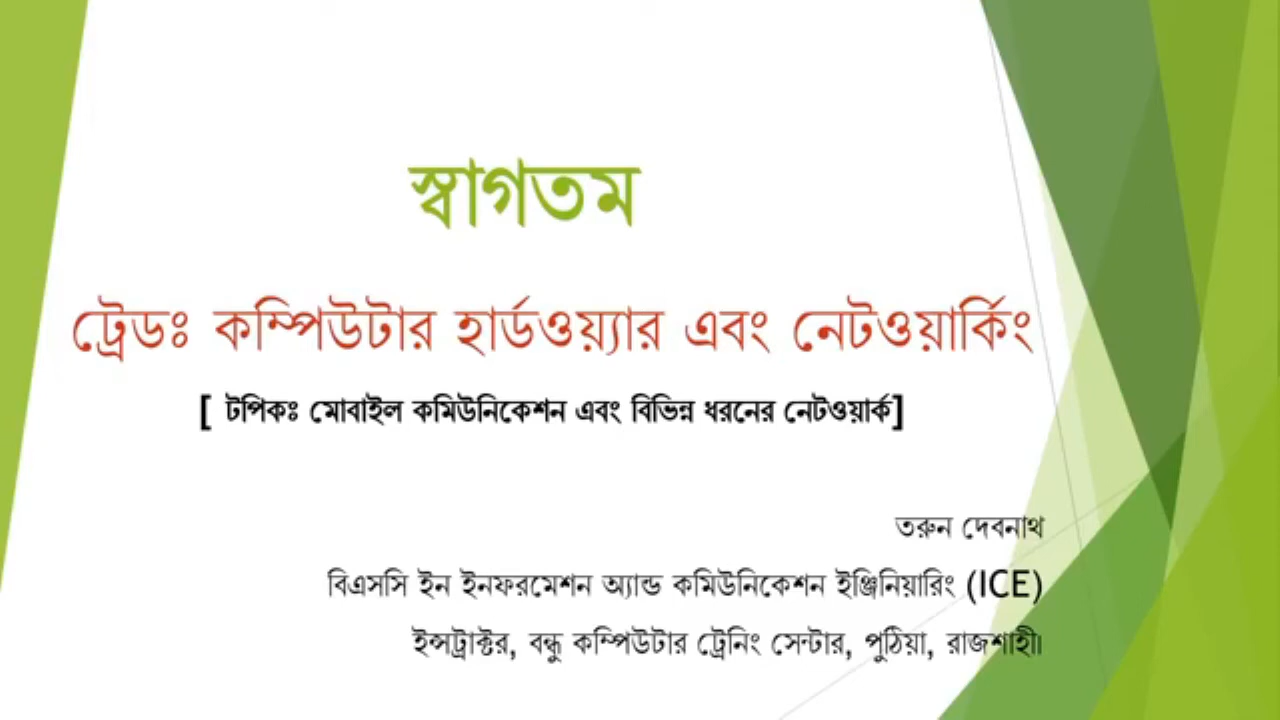 স্বাগতম
ট্রেডঃ কম্পিউটার হার্ডওয়্যার এবং নেটওয়ার্কিং
[ টপিকঃ মোবাইল কমিউনিকেশন এবং বিভিন্ন ধরনের নেটওয়ার্ক]
তরুন দেবনাথ
বিএসসি ইন ইনফরমেশন অ্যান্ড কমিউনিকেশন ইঞ্জিনিয়ারিং (ICE)
ইন্সট্রাক্টর, বন্ধু কম্পিউটার ট্রেনিং সেন্টার, পুঠিয়া, রাজশাহী।